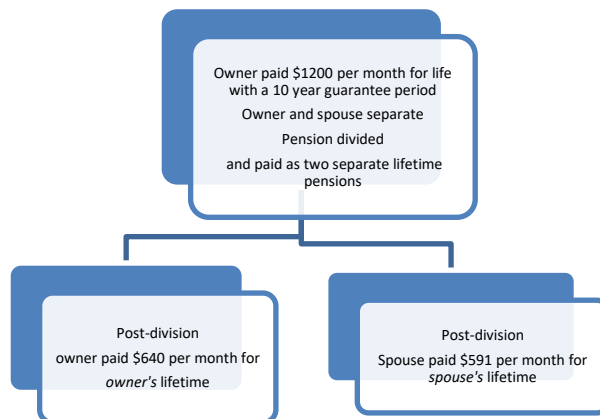 Owner paid $1200 per month for life
with a 10 year guarantee period
Owner and spouse separate
Pension divided
and paid as two separate lifetime
pensions
Post-division
owner paid $640 per month for
owner's lifetime
Post-division
Spouse paid $591 per month for
spouse's lifetime